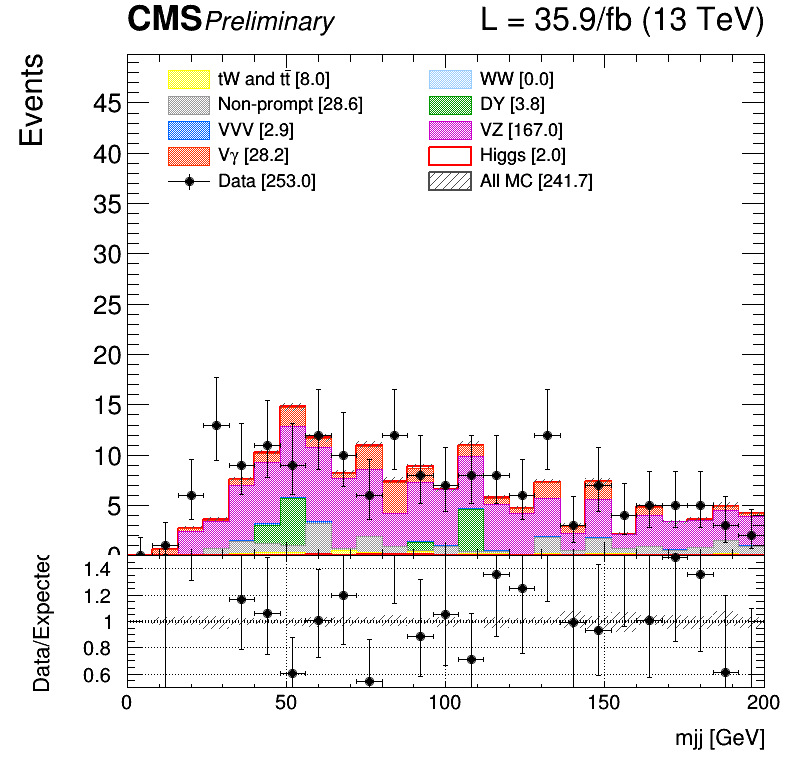 CMS Preliminary L = 35.9/fb (13 TeV)
Events
tW and tt̄ [8.0] WW [0.0]
Non-prompt [28.6] DY [3.8]
VVV [2.9] VZ [167.0]
Vγ [28.2] Higgs [2.0]
Data [253.0] All MC [241.7]
45
40
35
30
25
20
15
10
5
0
Data/Expected
1.4
1.2
1
0.8
0.6
0 50 100 150 200
mjj [GeV]